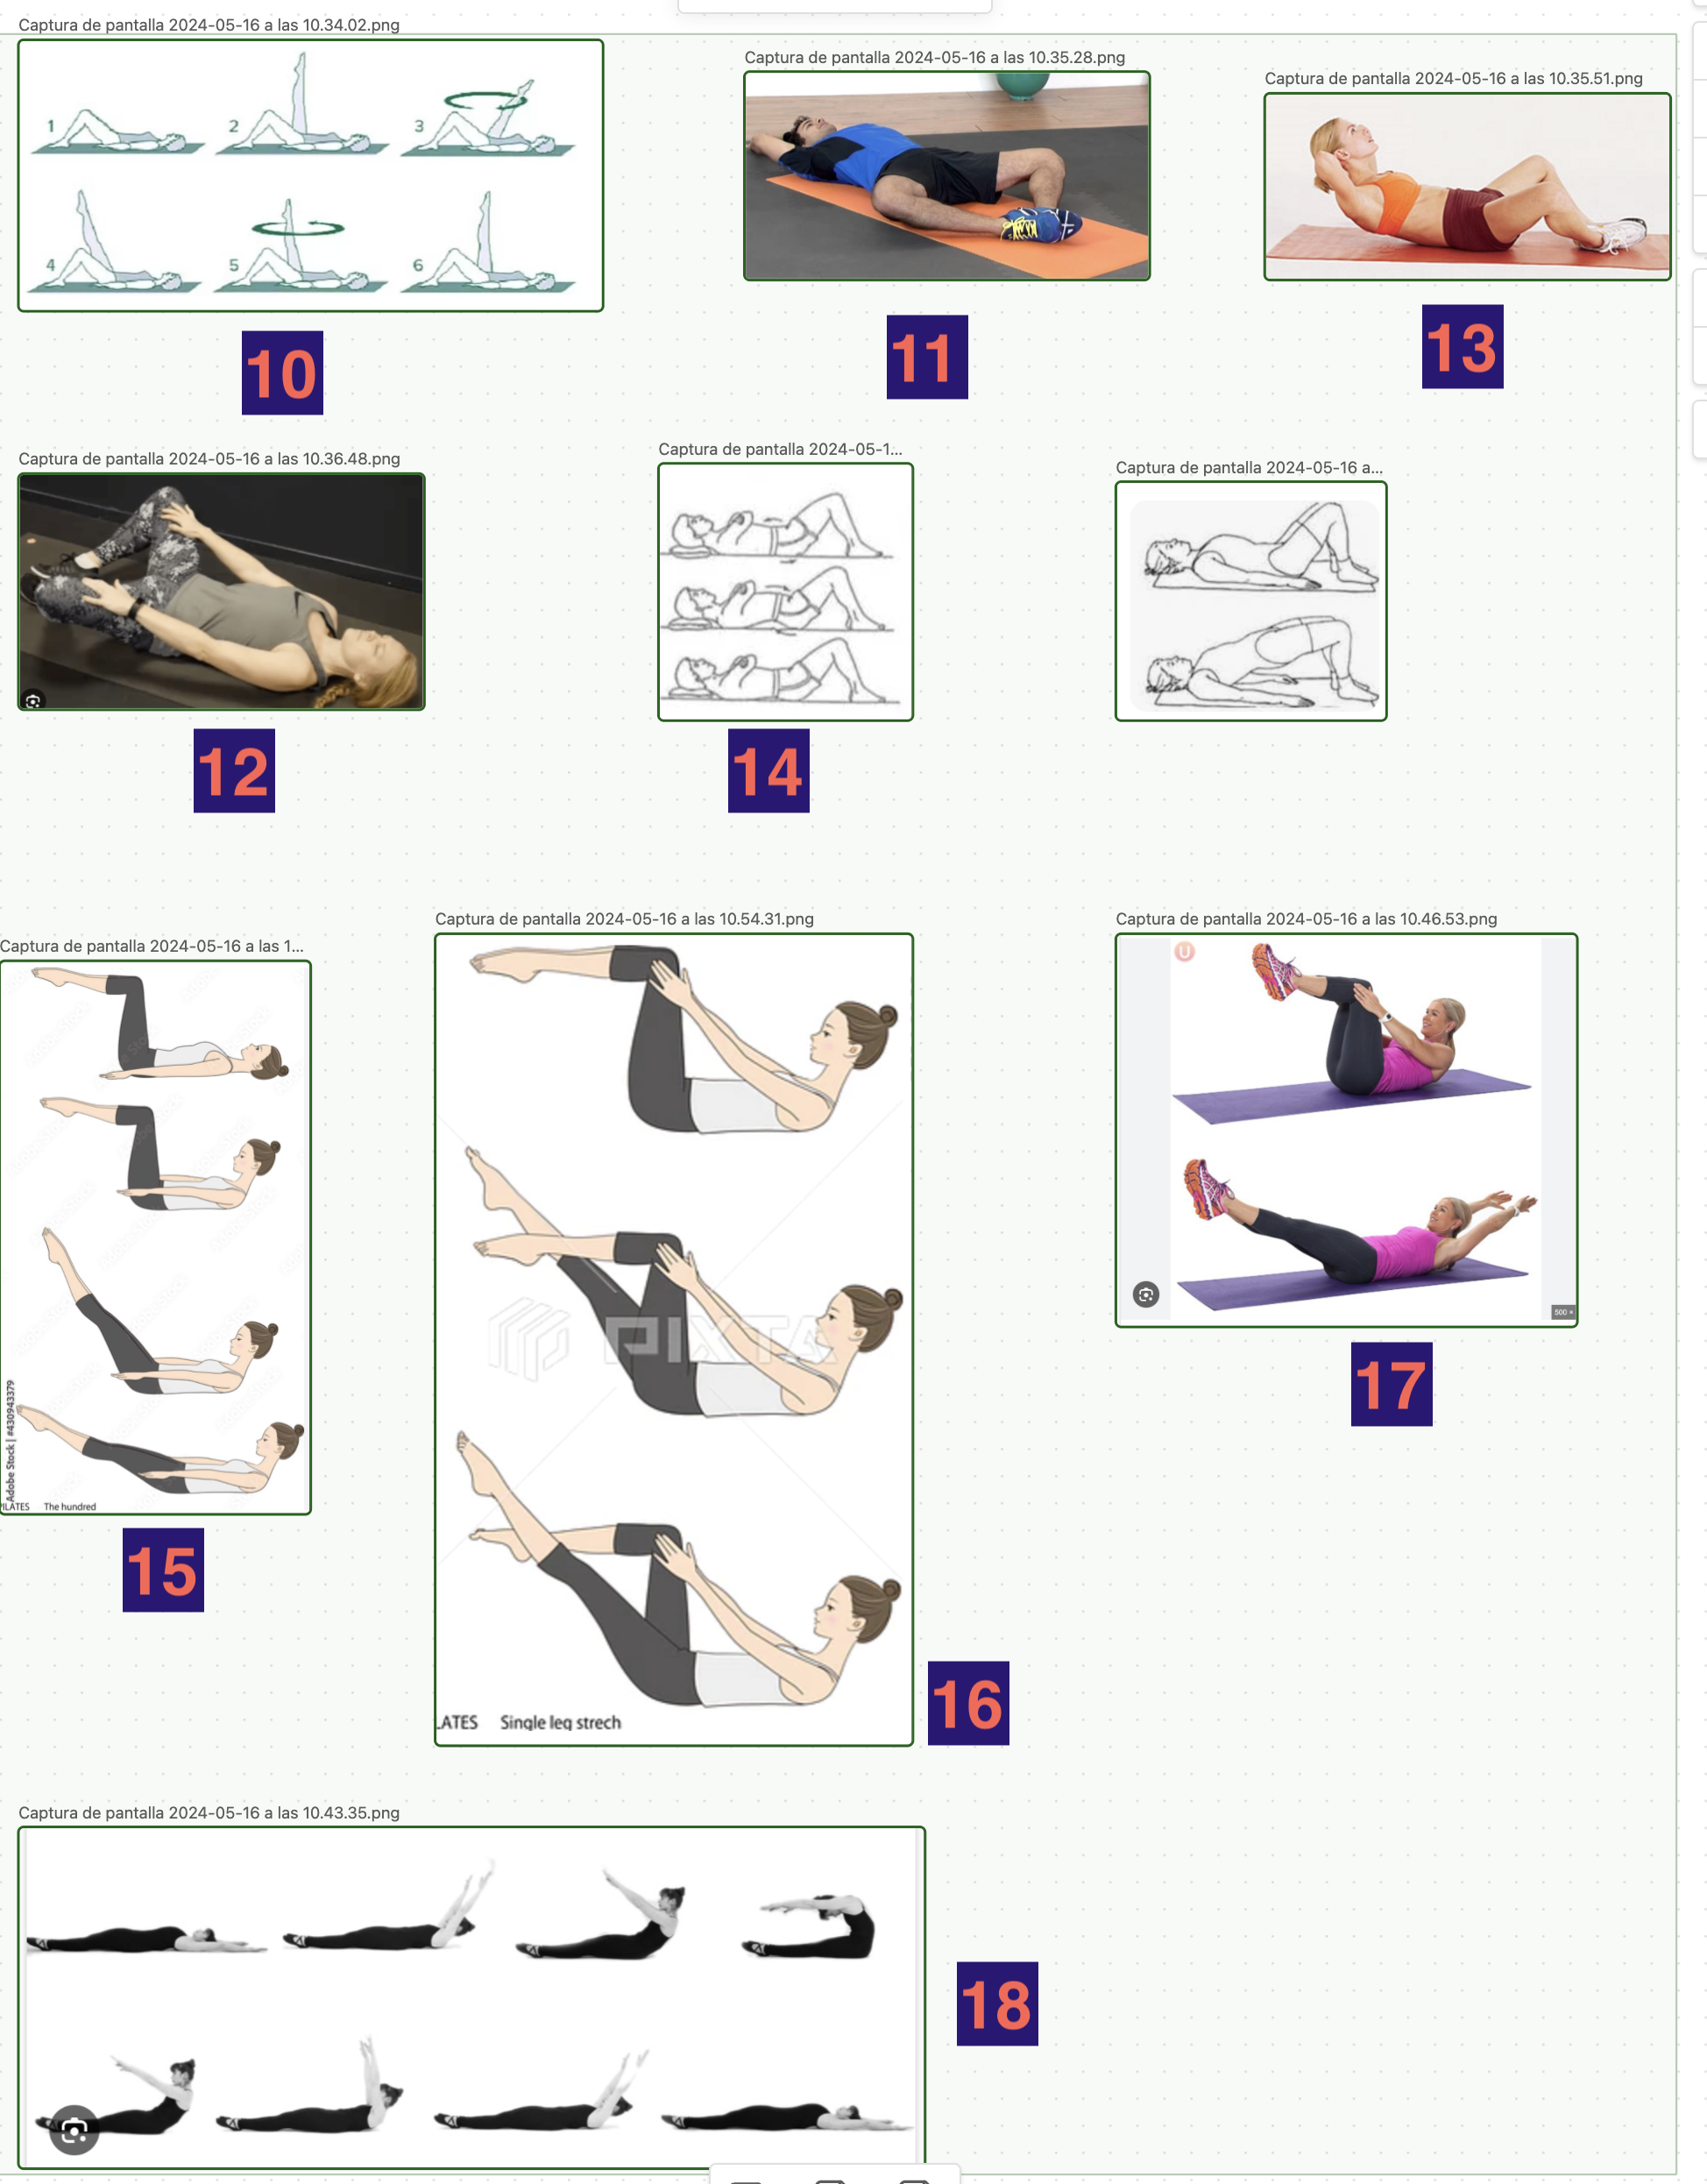 Captura de pantalla 2024-05-16 a las 10.34.02.png
Captura de pantalla 2024-05-16 a las 10.35.28.png
Captura de pantalla 2024-05-16 a las 10.35.51.png
1
2
3
4
5
6
10
11
13
Captura de pantalla 2024-05-16 a las 10.36.48.png
Captura de pantalla 2024-05-1...
Captura de pantalla 2024-05-16 a...
12
14
Captura de pantalla 2024-05-16 a las 1...
Captura de pantalla 2024-05-16 a las 10.54.31.png
Captura de pantalla 2024-05-16 a las 10.46.53.png
U
Adobe Stock | #430943379
ILATES The hundred
15
PIXTA
LATES Single leg strech
16
500 ×
17
Captura de pantalla 2024-05-16 a las 10.43.35.png
18